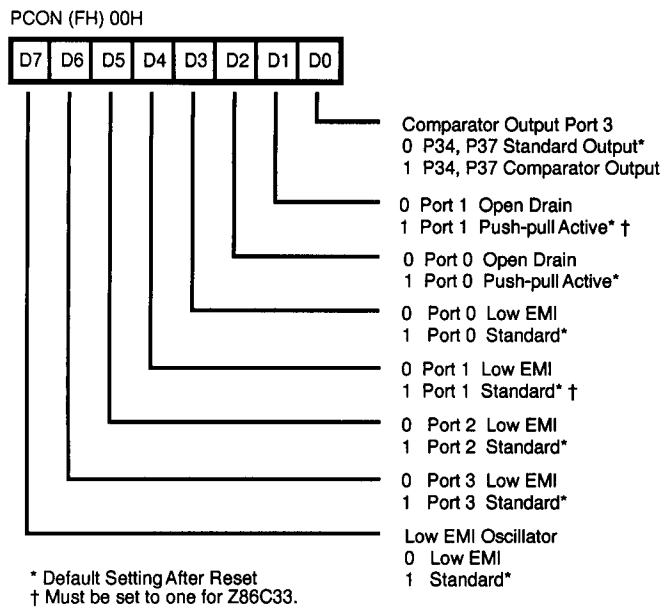 PCON (FH) 00H
D7 D6 D5 D4 D3 D2 D1 D0
Comparator Output Port 3
0 P34, P37 Standard Output*
1 P34, P37 Comparator Output
0 Port 1 Open Drain
1 Port 1 Push-pull Active* †
0 Port 0 Open Drain
1 Port 0 Push-pull Active*
0 Port 0 Low EMI
1 Port 0 Standard*
0 Port 1 Low EMI
1 Port 1 Standard* †
0 Port 2 Low EMI
1 Port 2 Standard*
0 Port 3 Low EMI
1 Port 3 Standard*
Low EMI Oscillator
0 Low EMI
1 Standard*
* Default Setting After Reset
† Must be set to one for Z86C33.